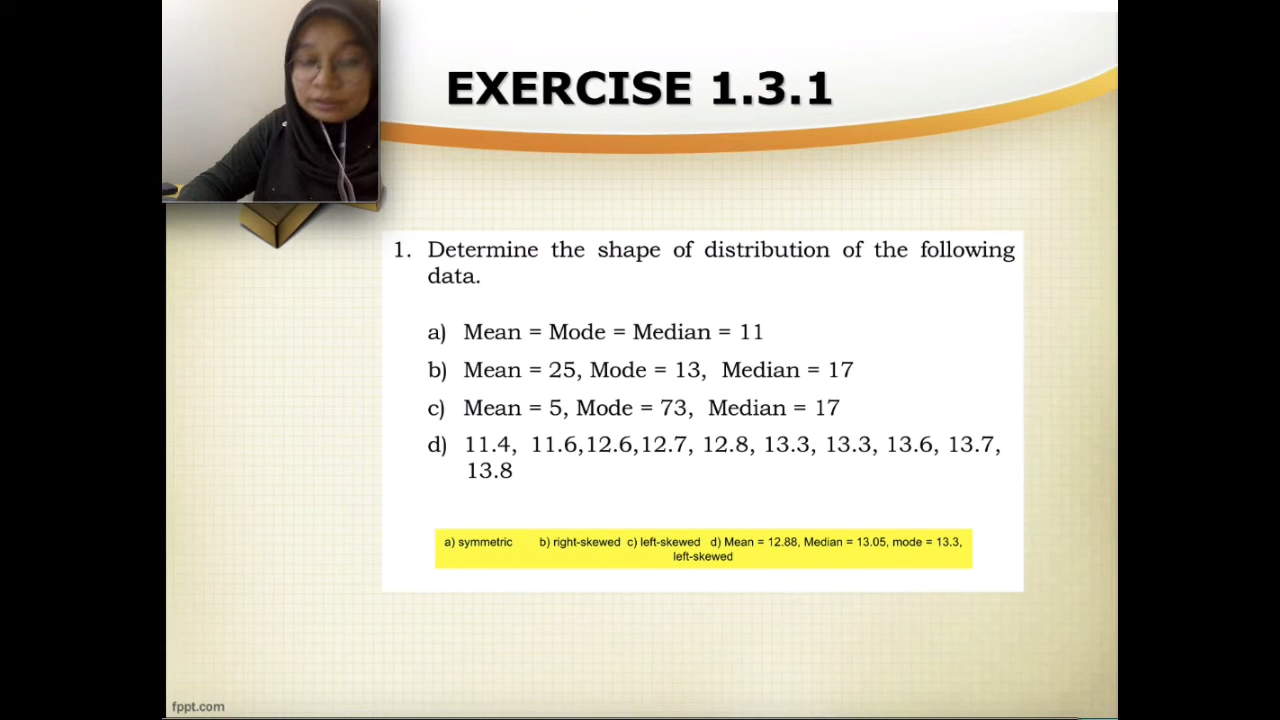 EXERCISE 1.3.1
1. Determine the shape of distribution of the following
data.
a) Mean = Mode = Median = 11
b) Mean = 25, Mode = 13, Median = 17
c) Mean = 5, Mode = 73, Median = 17
d) 11.4, 11.6,12.6,12.7, 12.8, 13.3, 13.3, 13.6, 13.7,
13.8
a) symmetric b) right-skewed c) left-skewed d) Mean = 12.88, Median = 13.05, mode = 13.3,
left-skewed
fppt.com